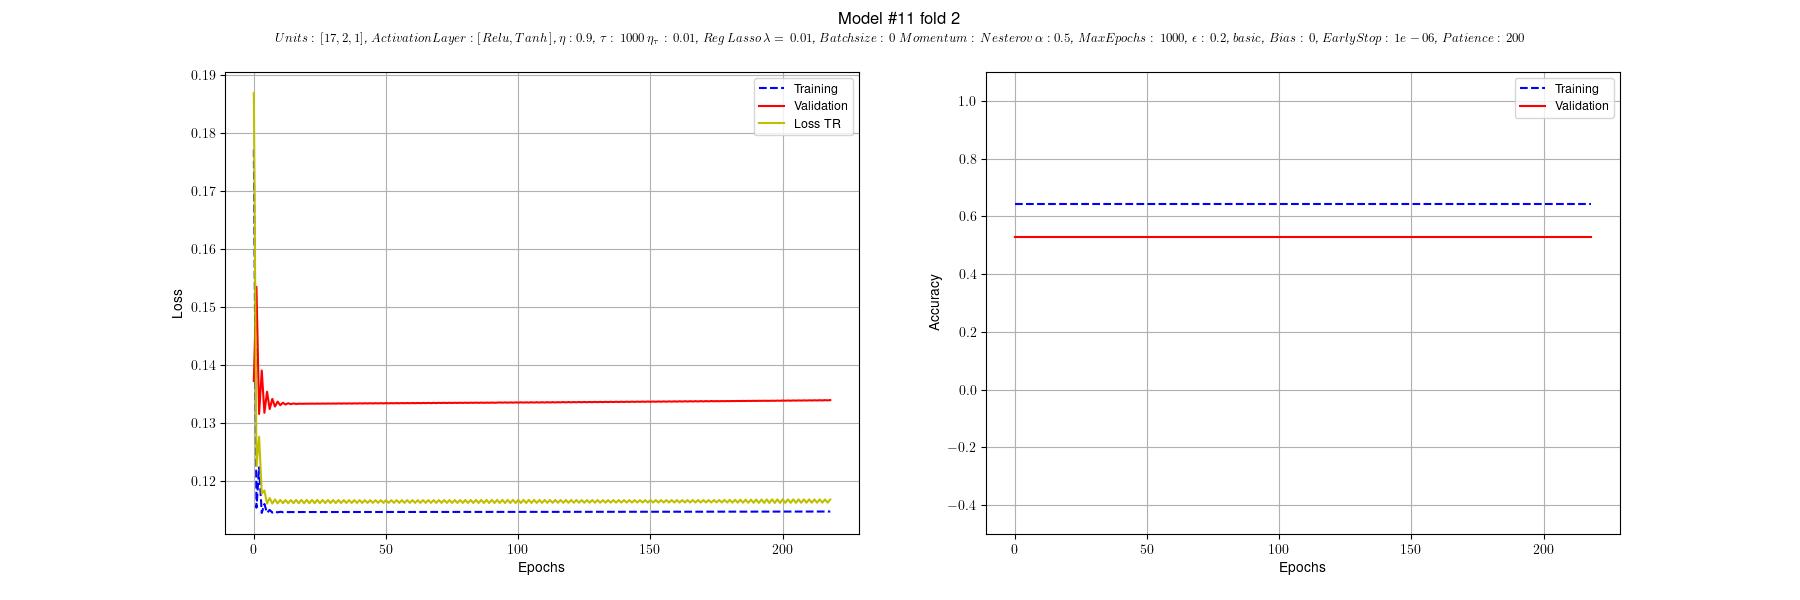 Model #11 fold 2
Units : [17, 2, 1], ActivationLayer : [Relu, Tanh], η : 0.9, τ : 1000 η_τ : 0.01, Reg Lasso λ = 0.01, Batchsize : 0 Momentum : Nesterov α : 0.5, MaxEpochs : 1000, ϵ : 0.2, basic, Bias : 0, EarlyStop : 1e − 06, Patience : 200
0.19
0.18
0.17
0.16
0.15
0.14
0.13
0.12
Loss
0 50 100 150 200
Epochs
Training
Validation
Loss TR
1.0
0.8
0.6
0.4
0.2
0.0
−0.2
−0.4
Accuracy
0 50 100 150 200
Epochs
Training
Validation